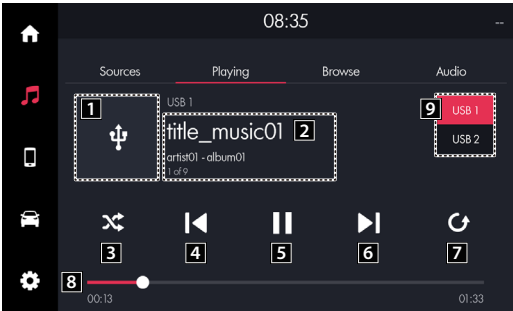 08:35
--
Sources Playing Browse Audio
1
USB 1
title_music01 2
artist01 - album01
1 of 9
9 USB 1
USB 2
3 4 5 6 7
8
00:13 01:33